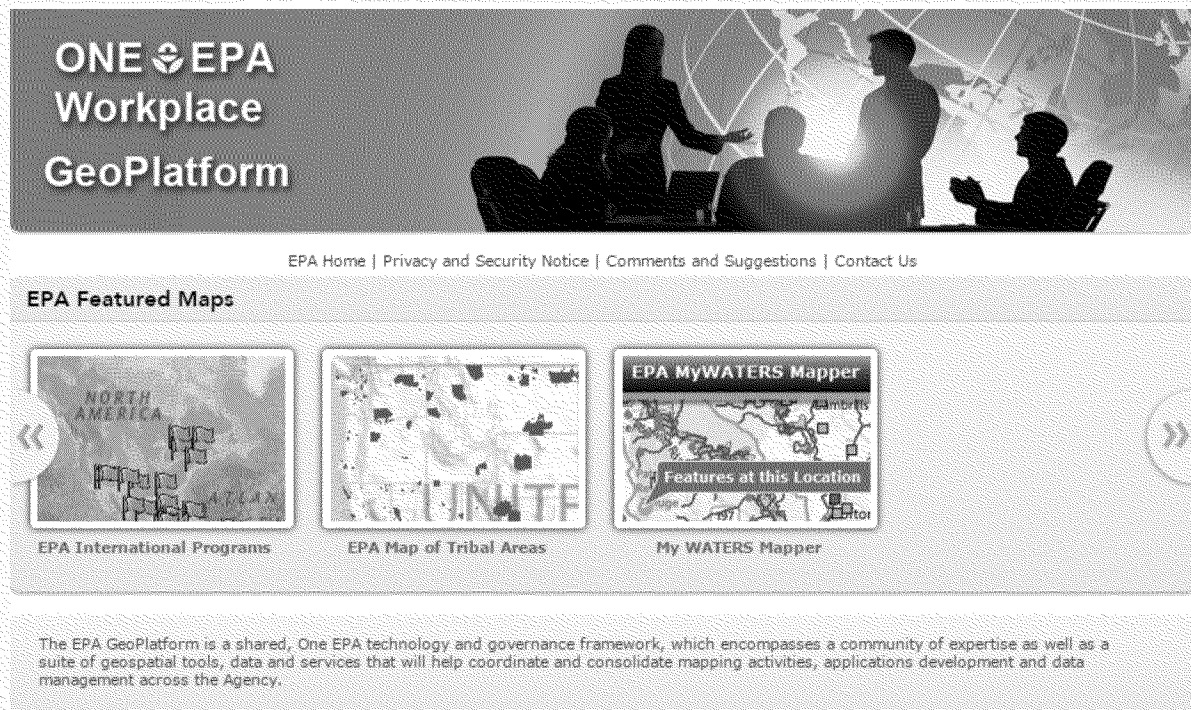 ONE EPA
Workplace
GeoPlatform
EPA Home | Privacy and Security Notice | Comments and Suggestions | Contact Us
EPA Featured Maps
NORTH
AMERICA
ATLAN
UNITE
EPA MyWATERS Mapper
Features at this Location
197
EPA International Programs
EPA Map of Tribal Areas
My WATERS Mapper
The EPA GeoPlatform is a shared, One EPA technology and governance framework, which encompasses a community of expertise as well as a
suite of geospatial tools, data and services that will help coordinate and consolidate mapping activities, applications development and data
management across the Agency.